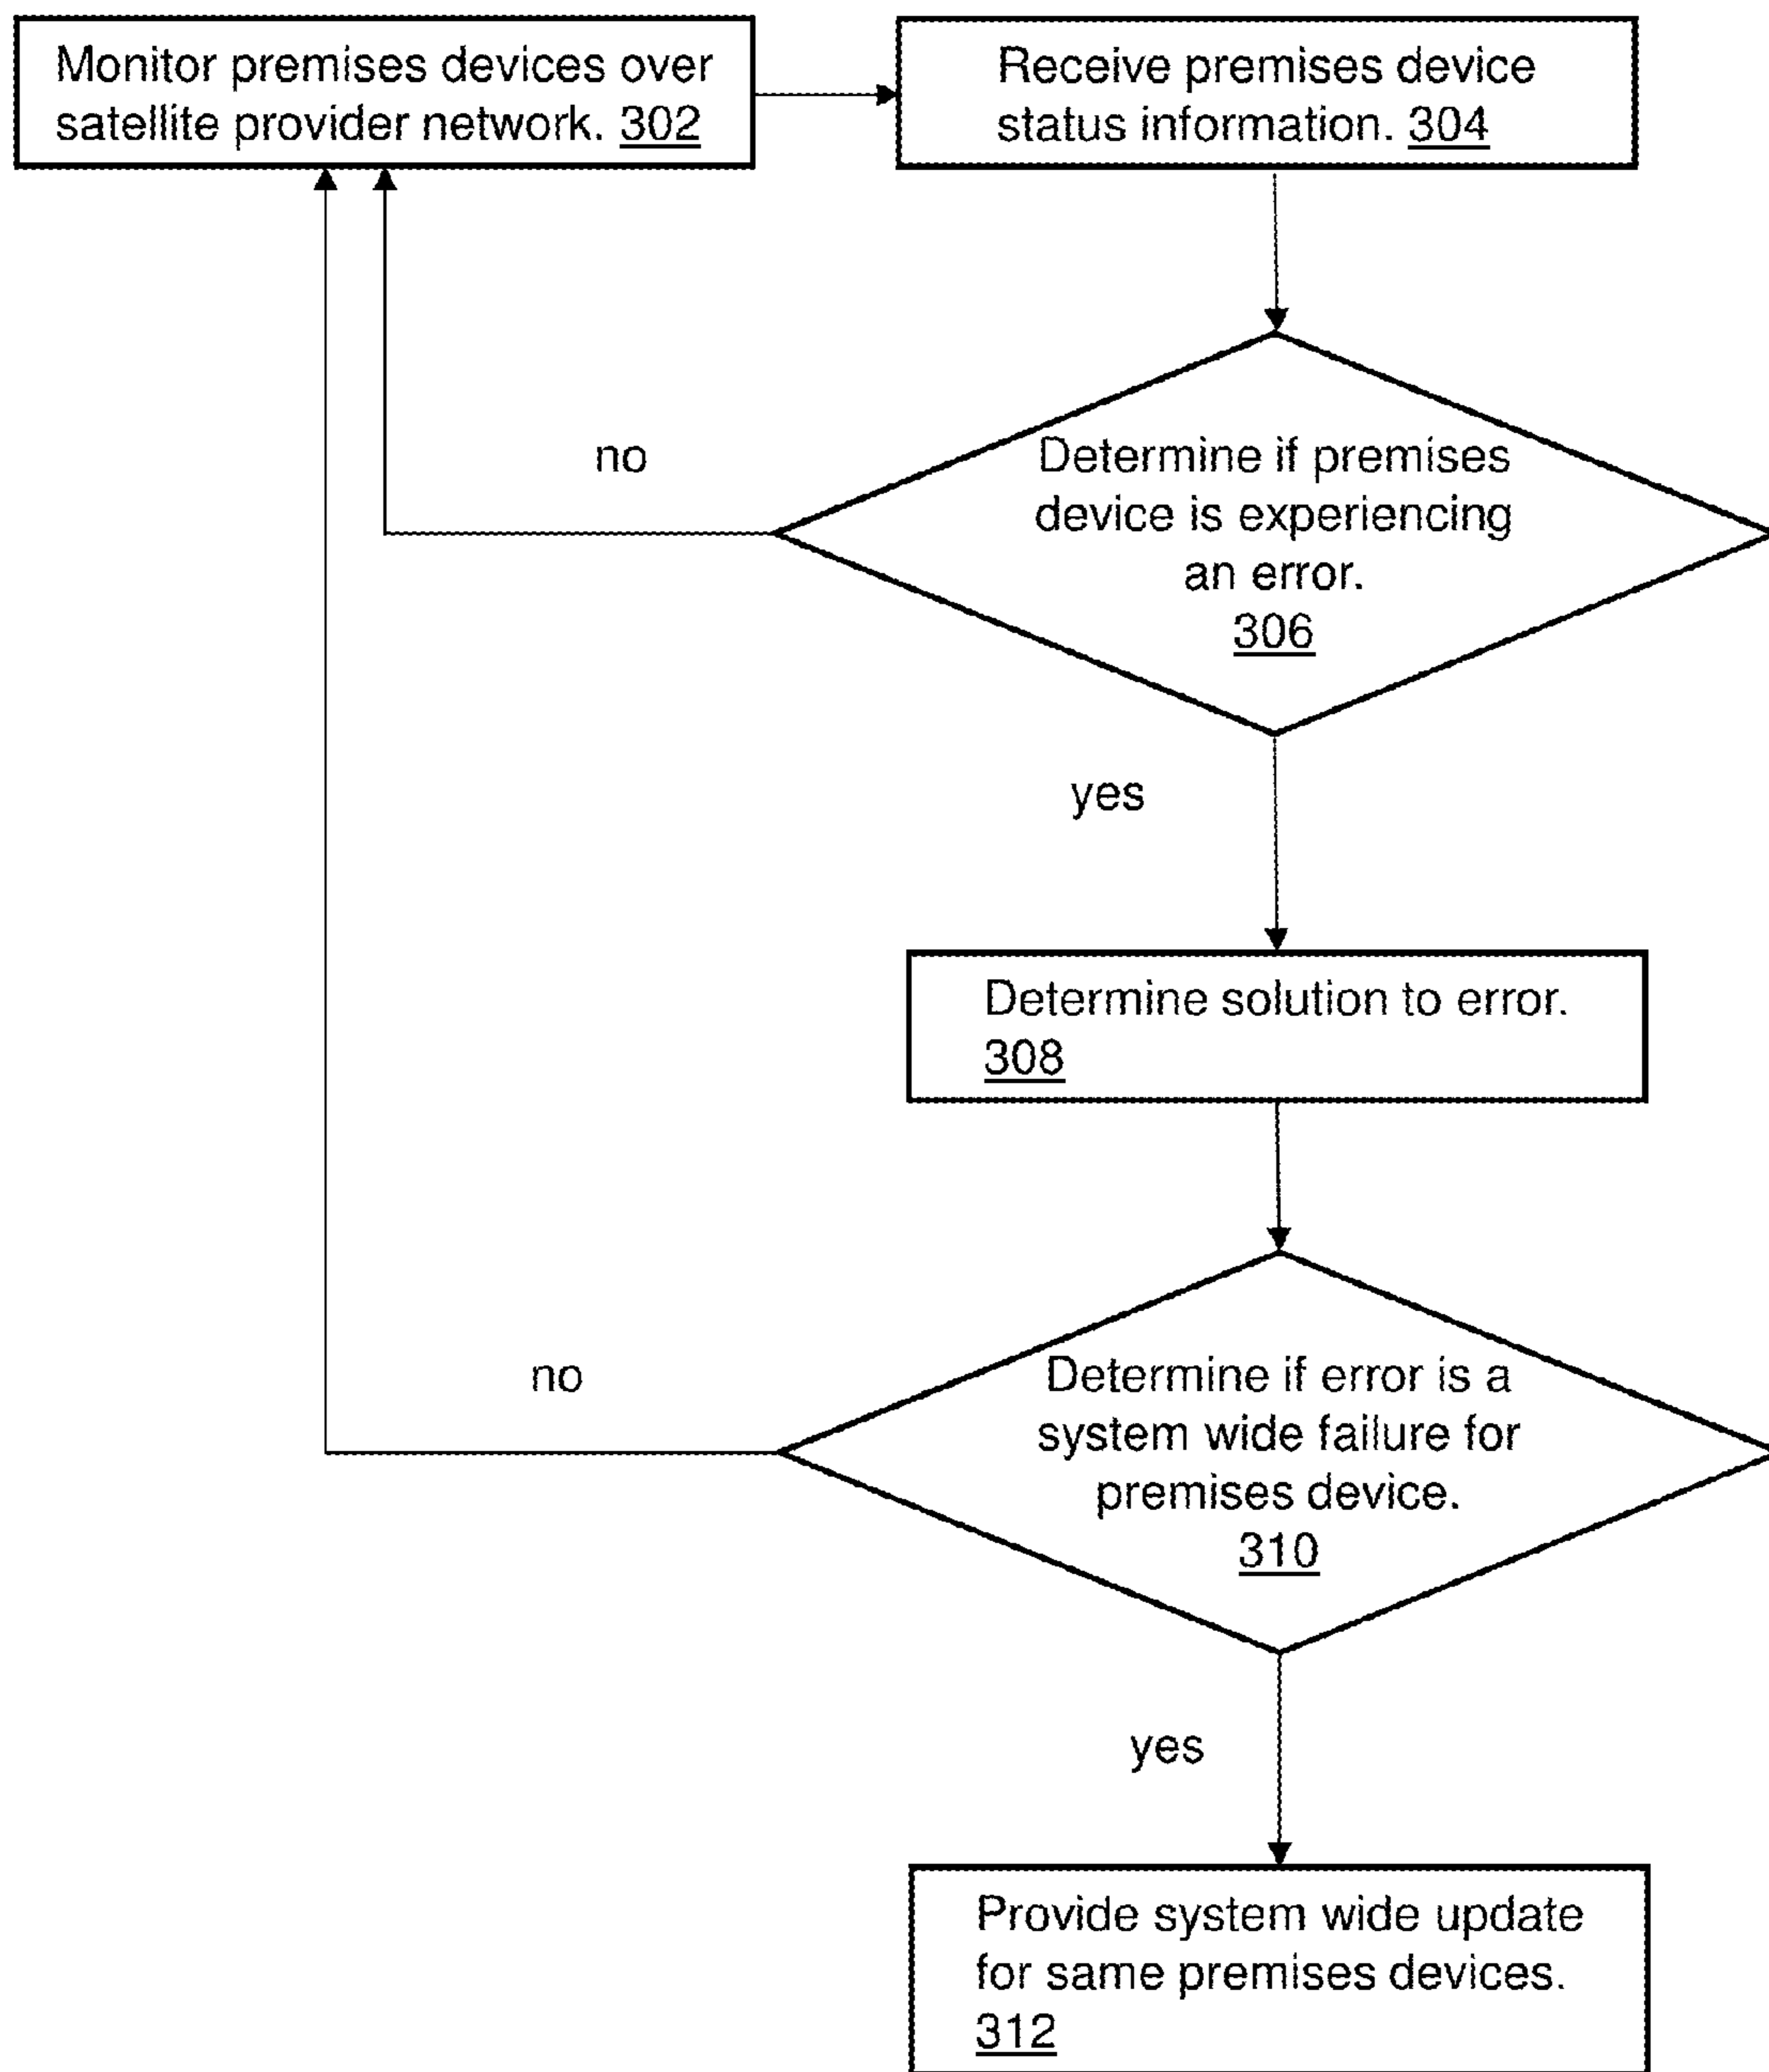 Monitor premises devices over
satellite provider network. 302
Receive premises device
status information. 304
Determine if premises
device is experiencing
an error.
306
no
yes
Determine solution to error.
308
Determine if error is a
system wide failure for
premises device.
310
no
yes
Provide system wide update
for same premises devices.
312